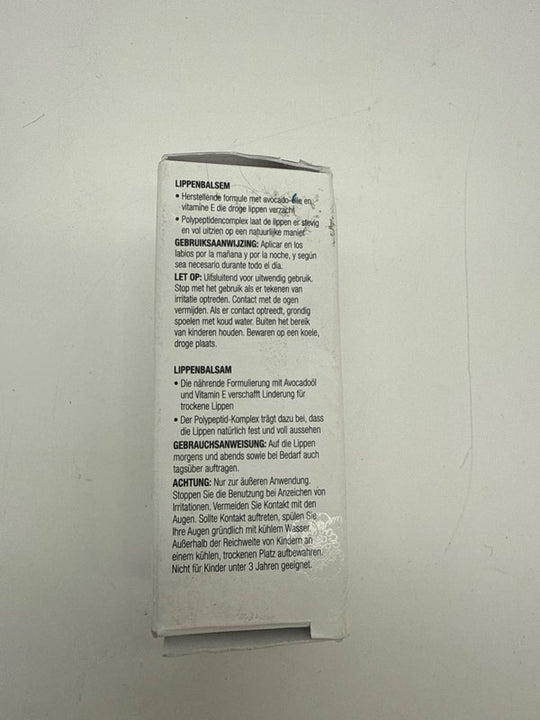 LIPPENBALSEM
• Herstellende formule met avocado-olie en
vitamine E die droge lippen verzacht
• Polypeptidencomplex laat de lippen er stevig
en vol uitzien op een natuurlijke manier
GEBRUIKSAANWIJZING: Aplicar en los
labios por la mañana y por la noche, y según
sea necesario durante todo el día.
LET OP: Uitsluitend voor uitwendig gebruik.
Stop met het gebruik als er tekenen van
irritatie optreden. Contact met de ogen
vermijden. Als er contact optreedt, grondig
spoelen met koud water. Buiten het bereik
van kinderen houden. Bewaren op een koele,
droge plaats.
LIPPENBALSAM
• Die nährende Formulierung mit Avocadoöl
und Vitamin E verschafft Linderung für
trockene Lippen
• Der Polypeptid-Komplex trägt dazu bei, dass
die Lippen natürlich fest und voll aussehen
GEBRAUCHSANWEISUNG: Auf die Lippen
morgens und abends sowie bei Bedarf auch
tagsüber auftragen.
ACHTUNG: Nur zur äußeren Anwendung.
Stoppen Sie die Benutzung bei Anzeichen von
Irritationen. Vermeiden Sie Kontakt mit den
Augen. Sollte Kontakt auftreten, spülen Sie
Ihre Augen gründlich mit kühlem Wasser.
Außerhalb der Reichweite von Kindern an
einem kühlen, trockenen Platz aufbewahren.
Nicht für Kinder unter 3 Jahren geeignet.